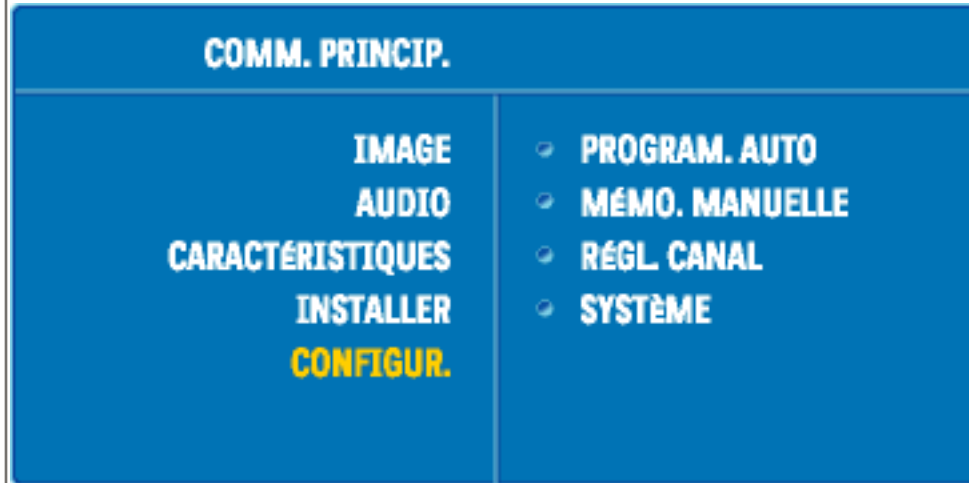 COMM. PRINCIP.
IMAGE
AUDIO
CARACTÉRISTIQUES
INSTALLER
CONFIGUR.
PROGRAM. AUTO
MÉMO. MANUELLE
RÉGL. CANAL
SYSTÈME